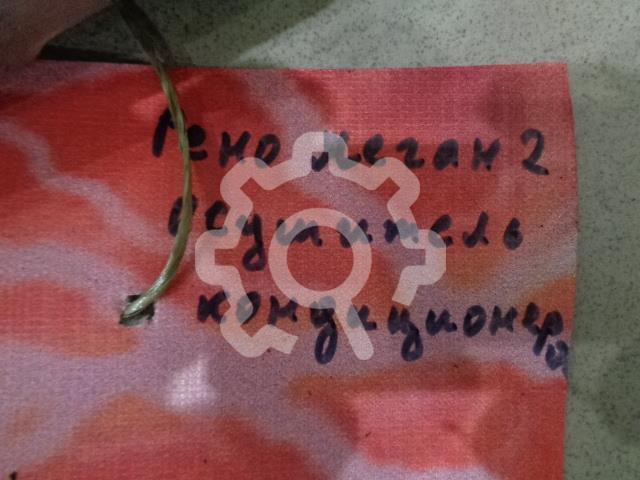 Рено меган 2
осушитель
кондиционера